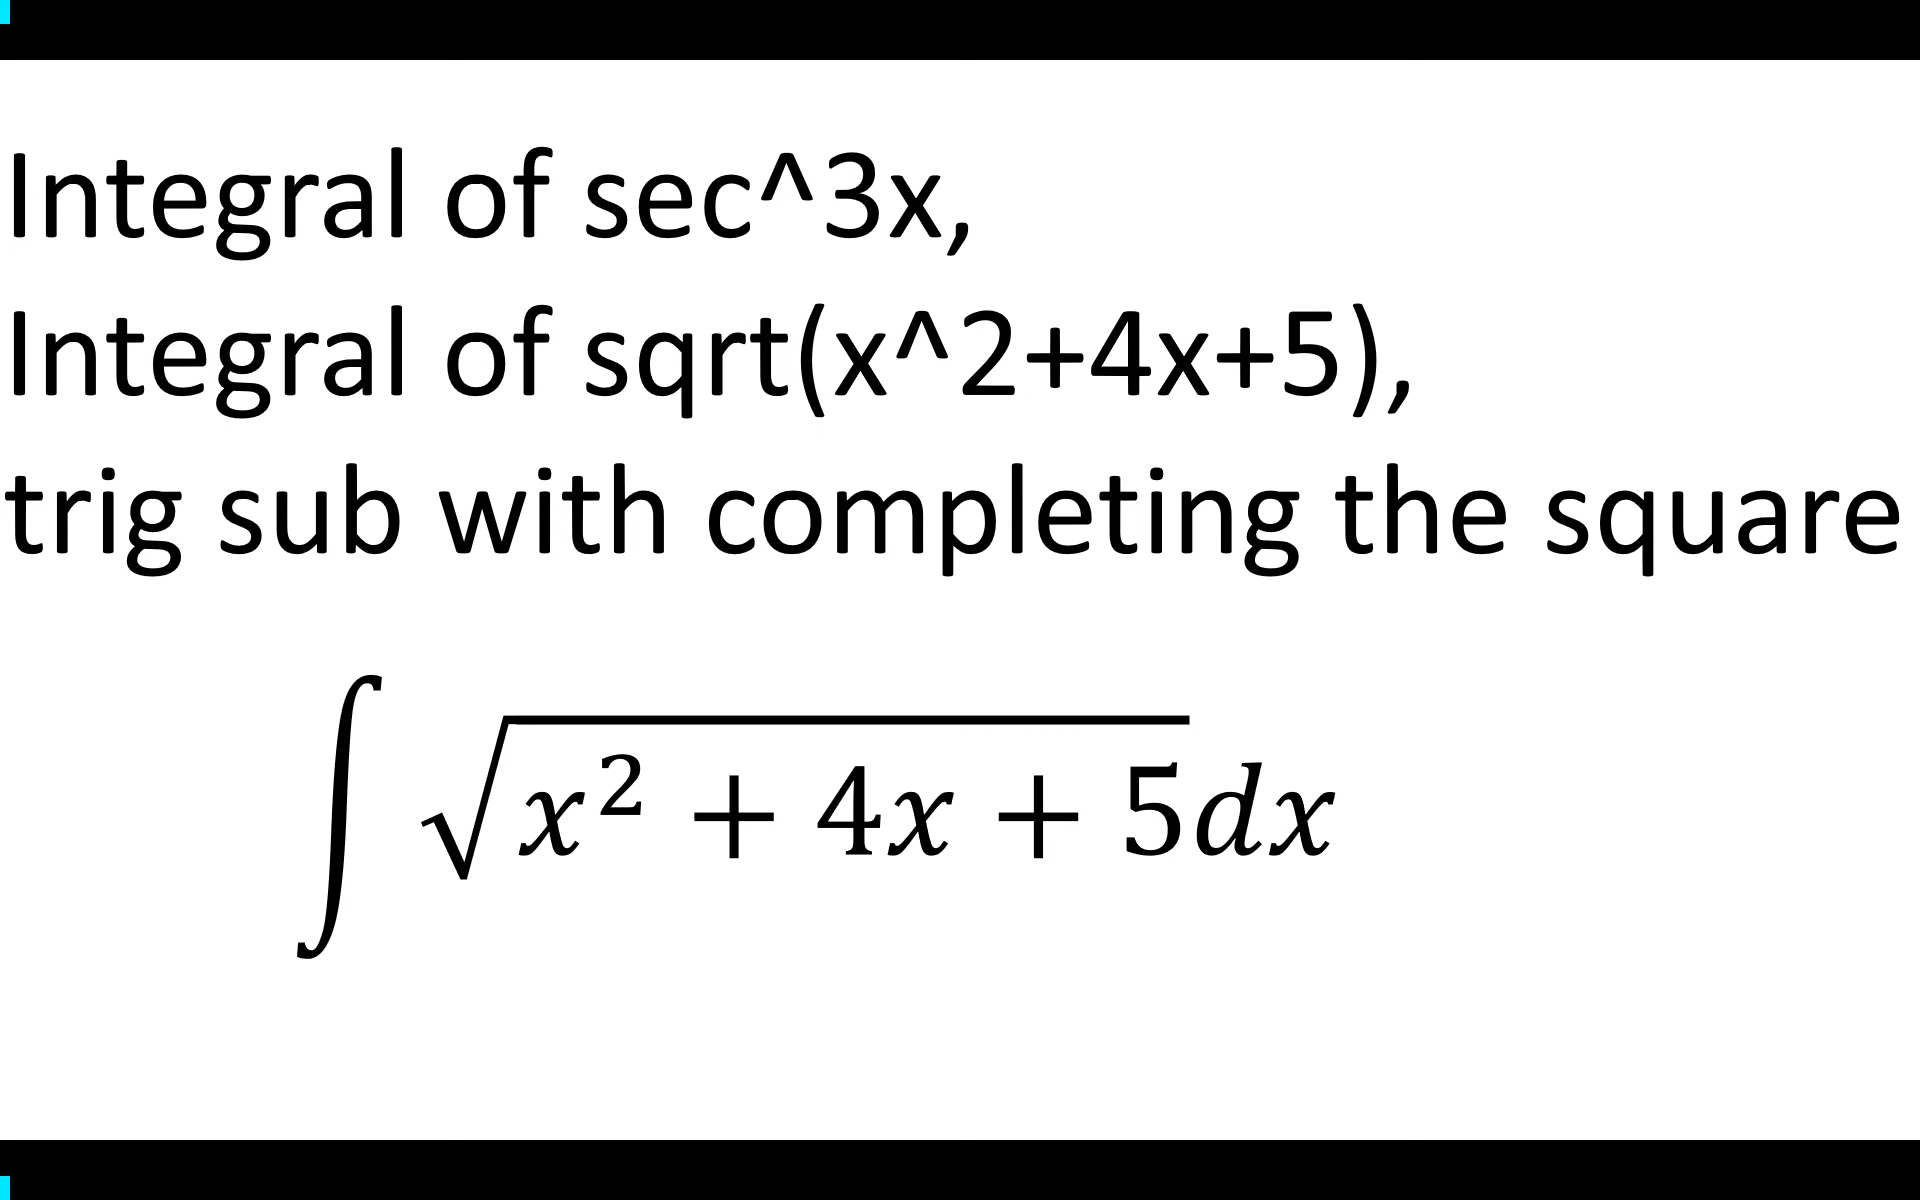 Integral of sec^3x,
Integral of sqrt(x^2+4x+5),
trig sub with completing the square
∫ √(x² + 4x + 5) dx